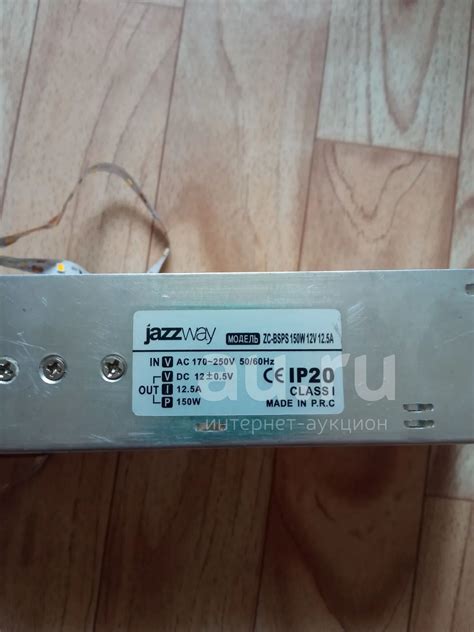 jazzway МОДЕЛЬ ZC-BSPS 150W 12V 12.5A
IN V AC 170~250V 50/60Hz
V DC 12±0.5V
OUT I 12.5A
P 150W
CE IP20
CLASS I
MADE IN P.R.C
au.ru
интернет-аукцион